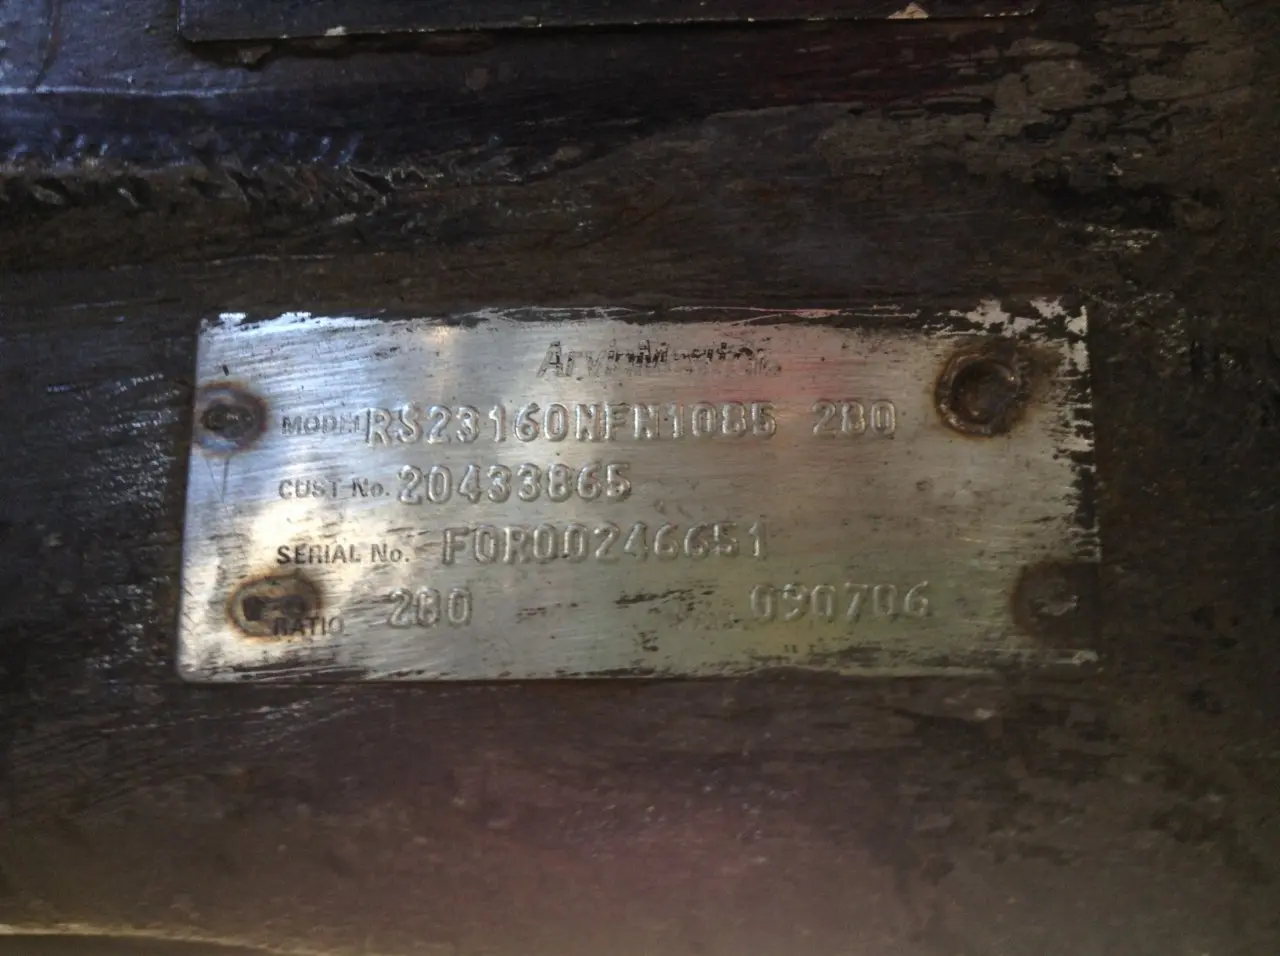 ArvinMeritor
MODEL RS23160NFN1085 280
CUST No. 20433865
SERIAL No. FOR00246651
RATIO 280 090706